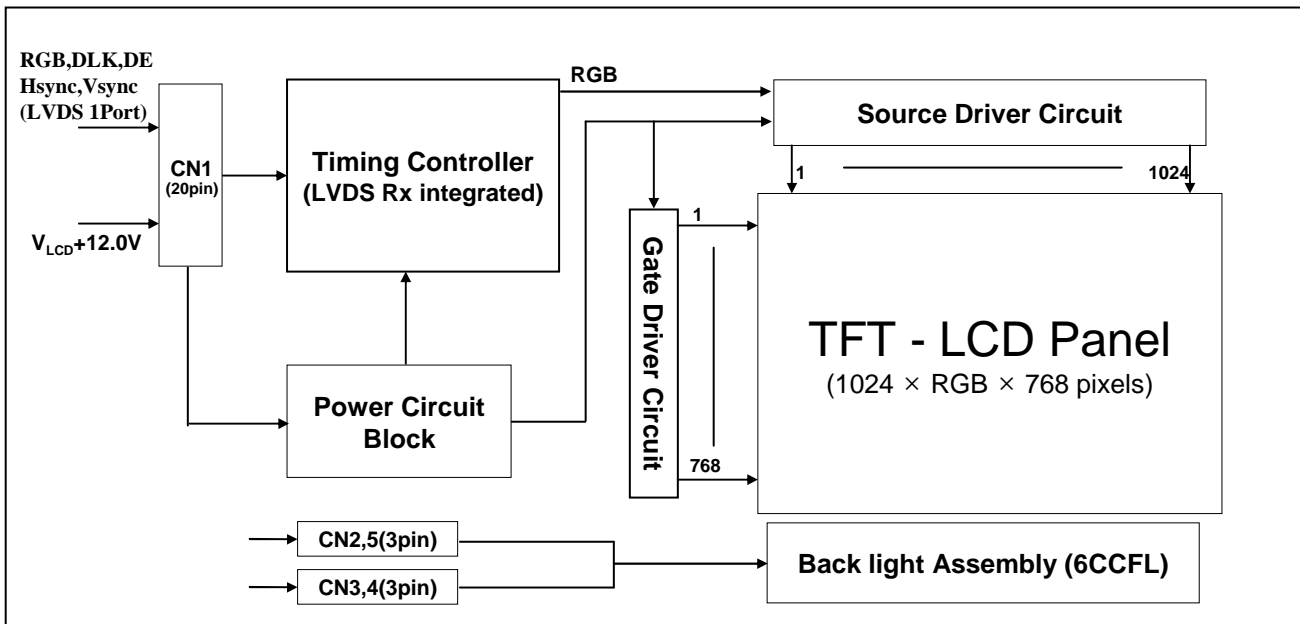 RGB,DLK,DE
Hsync,Vsync
(LVDS 1Port)
CN1
(20pin)
V_LCD+12.0V
Timing Controller
(LVDS Rx integrated)
Power Circuit
Block
RGB
Source Driver Circuit
1
1024
Gate Driver Circuit
1
768
TFT - LCD Panel
(1024 × RGB × 768 pixels)
CN2,5(3pin)
CN3,4(3pin)
Back light Assembly (6CCFL)